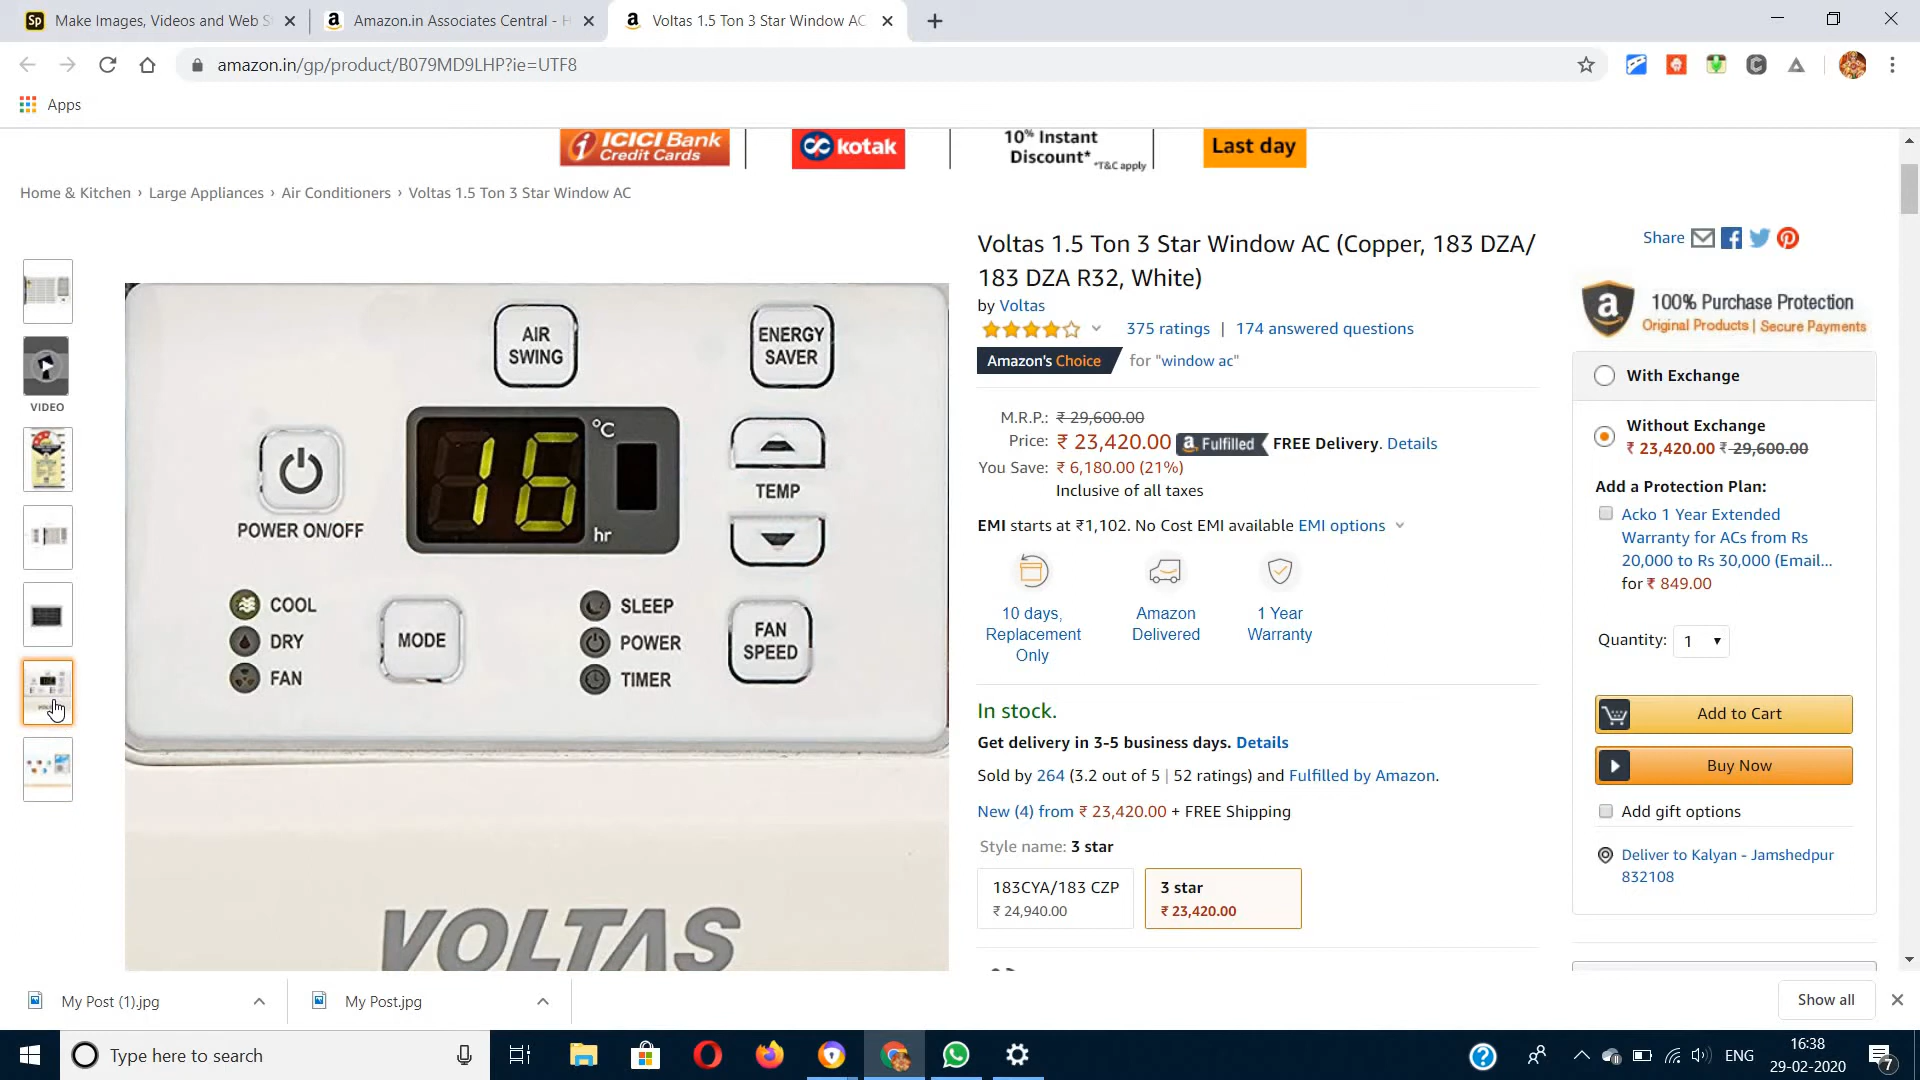 Make Images, Videos and Web S
Amazon.in Associates Central - H
Voltas 1.5 Ton 3 Star Window AC
amazon.in/gp/product/B079MD9LHP?ie=UTF8
Apps
ICICI Bank
Credit Cards
kotak
10% Instant
Discount*
*T&C apply
Last day
Home & Kitchen › Large Appliances › Air Conditioners › Voltas 1.5 Ton 3 Star Window AC
VIDEO
AIR
SWING
ENERGY
SAVER
POWER ON/OFF
16
°C
hr
TEMP
COOL
DRY
FAN
MODE
SLEEP
POWER
TIMER
FAN
SPEED
VOLTAS
Voltas 1.5 Ton 3 Star Window AC (Copper, 183 DZA/
183 DZA R32, White)
by Voltas
375 ratings | 174 answered questions
Amazon's Choice for "window ac"
M.R.P.: ₹ 29,600.00
Price: ₹ 23,420.00 a Fulfilled FREE Delivery. Details
You Save: ₹ 6,180.00 (21%)
Inclusive of all taxes
EMI starts at ₹1,102. No Cost EMI available EMI options
10 days,
Replacement
Only
Amazon
Delivered
1 Year
Warranty
In stock.
Get delivery in 3-5 business days. Details
Sold by 264 (3.2 out of 5 | 52 ratings) and Fulfilled by Amazon.
New (4) from ₹ 23,420.00 + FREE Shipping
Style name: 3 star
183CYA/183 CZP
₹ 24,940.00
3 star
₹ 23,420.00
Share
100% Purchase Protection
Original Products | Secure Payments
With Exchange
Without Exchange
₹ 23,420.00 ₹ 29,600.00
Add a Protection Plan:
Acko 1 Year Extended
Warranty for ACs from Rs
20,000 to Rs 30,000 (Email...
for ₹ 849.00
Quantity: 1
Add to Cart
Buy Now
Add gift options
Deliver to Kalyan - Jamshedpur
832108
My Post (1).jpg
My Post.jpg
Show all
Type here to search
ENG
16:38
29-02-2020
7